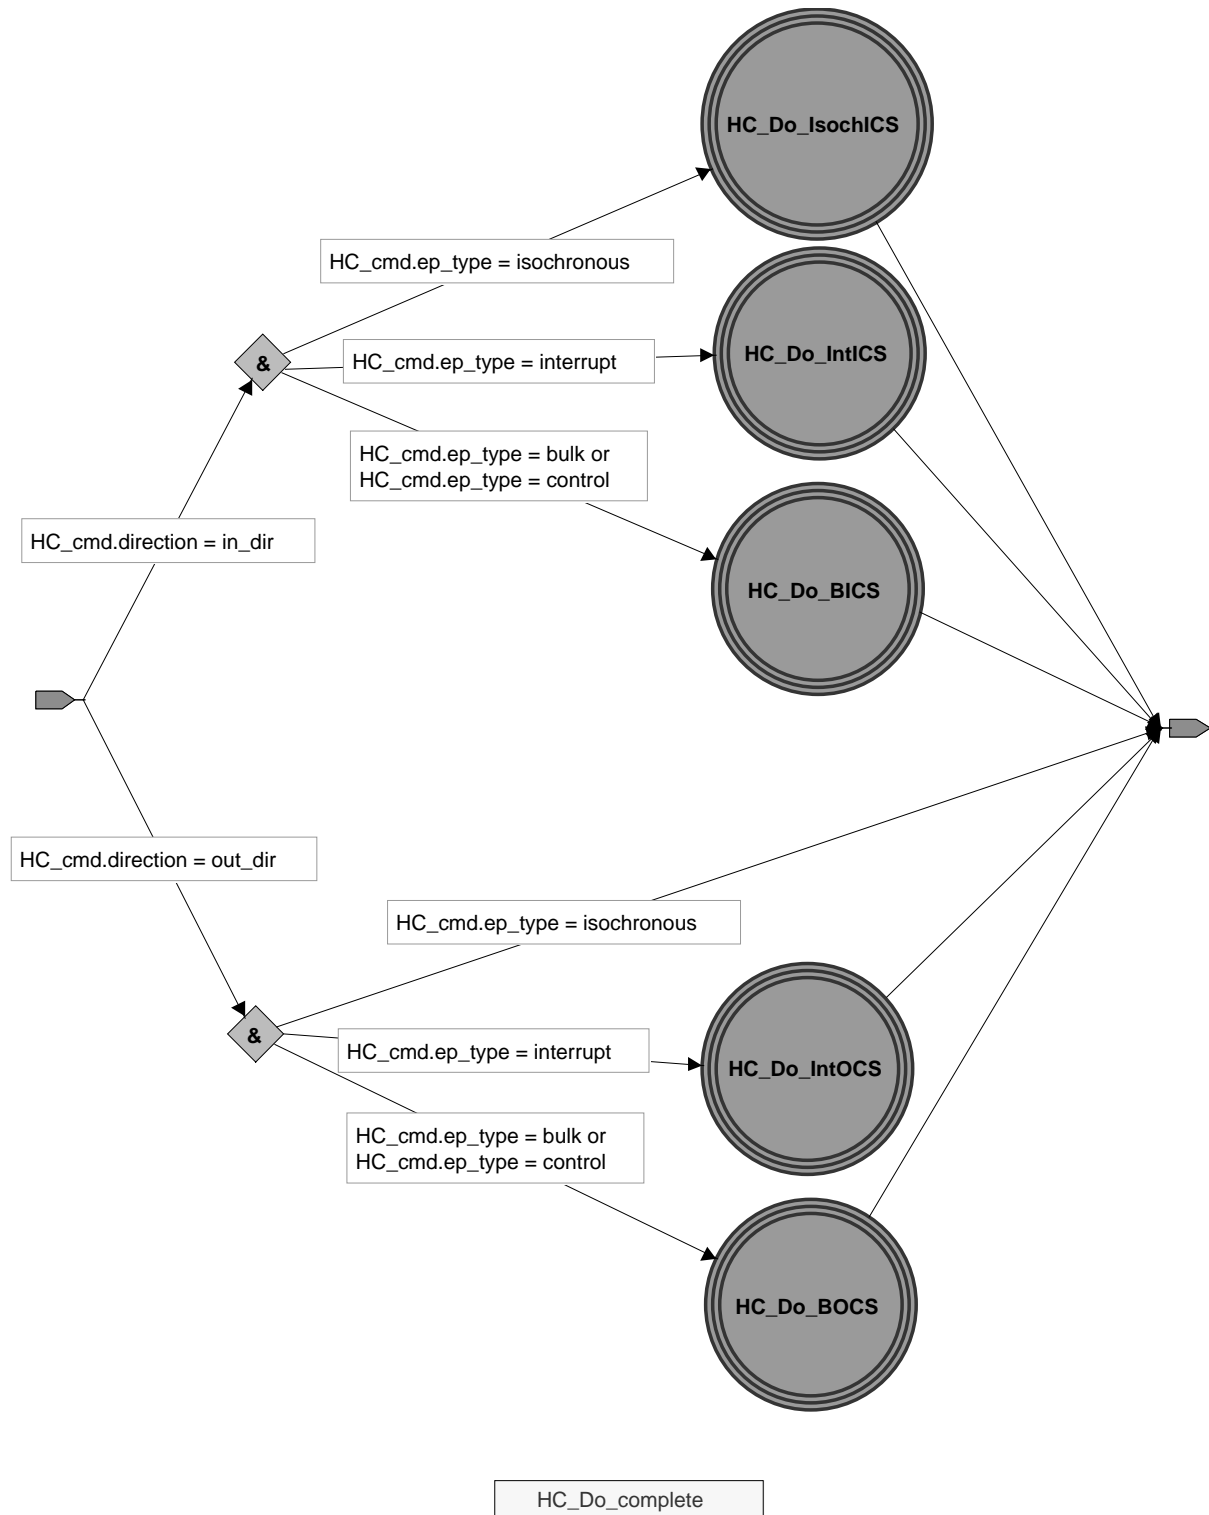 HC_Do_IsochICS
HC_cmd.ep_type = isochronous
HC_Do_IntICS
&
HC_cmd.ep_type = interrupt
HC_cmd.ep_type = bulk or
HC_cmd.ep_type = control
HC_cmd.direction = in_dir
HC_Do_BICS
HC_cmd.direction = out_dir
HC_cmd.ep_type = isochronous
&
HC_cmd.ep_type = interrupt
HC_Do_IntOCS
HC_cmd.ep_type = bulk or
HC_cmd.ep_type = control
HC_Do_BOCS
HC_Do_complete